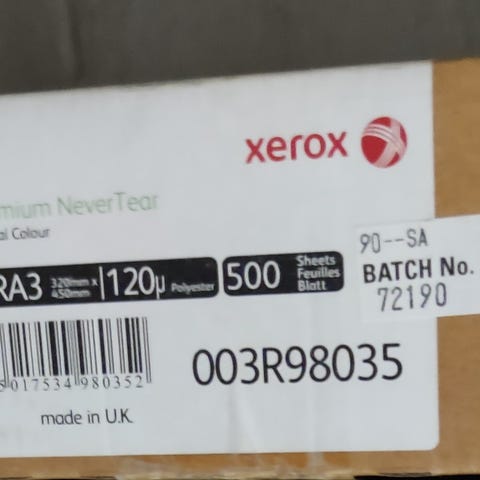 xerox
mium NeverTear
al Colour
90--SA
BATCH No.
72190
RA3 320mm x 450mm 120µ Polyester 500 Sheets Feuilles Blatt
5 017534 980352
003R98035
made in U.K.